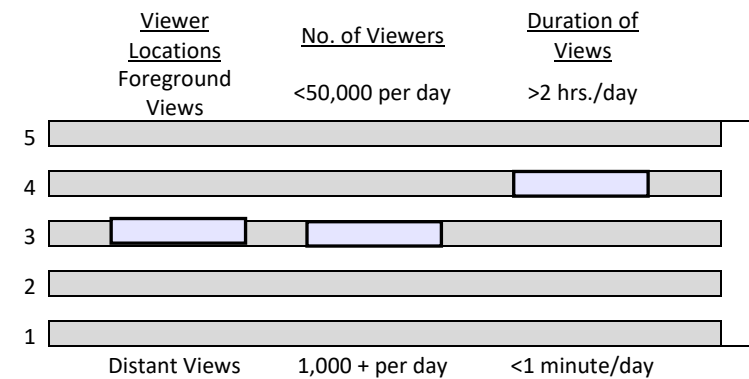 Viewer
Locations
Foreground
Views
No. of Viewers
<50,000 per day
Duration of
Views
>2 hrs./day
5
4
3
2
1
Distant Views
1,000 + per day
<1 minute/day